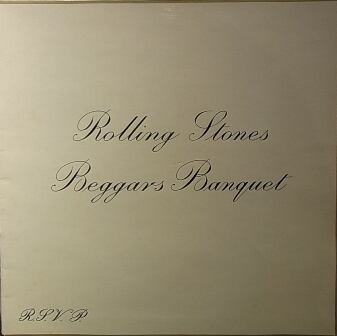 Rolling Stones
Beggars Banquet
R.S.V.P.